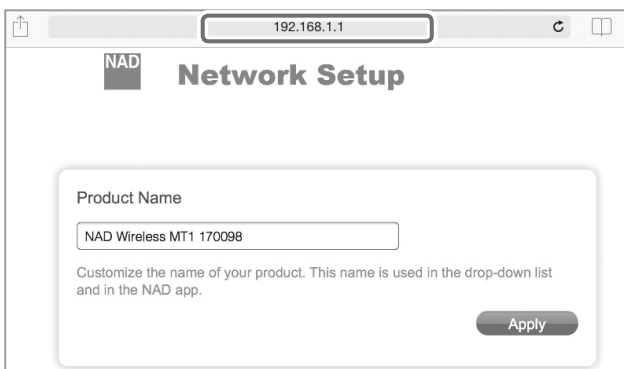 192.168.1.1
NAD
Network Setup
Product Name
NAD Wireless MT1 170098
Customize the name of your product. This name is used in the drop-down list
and in the NAD app.
Apply